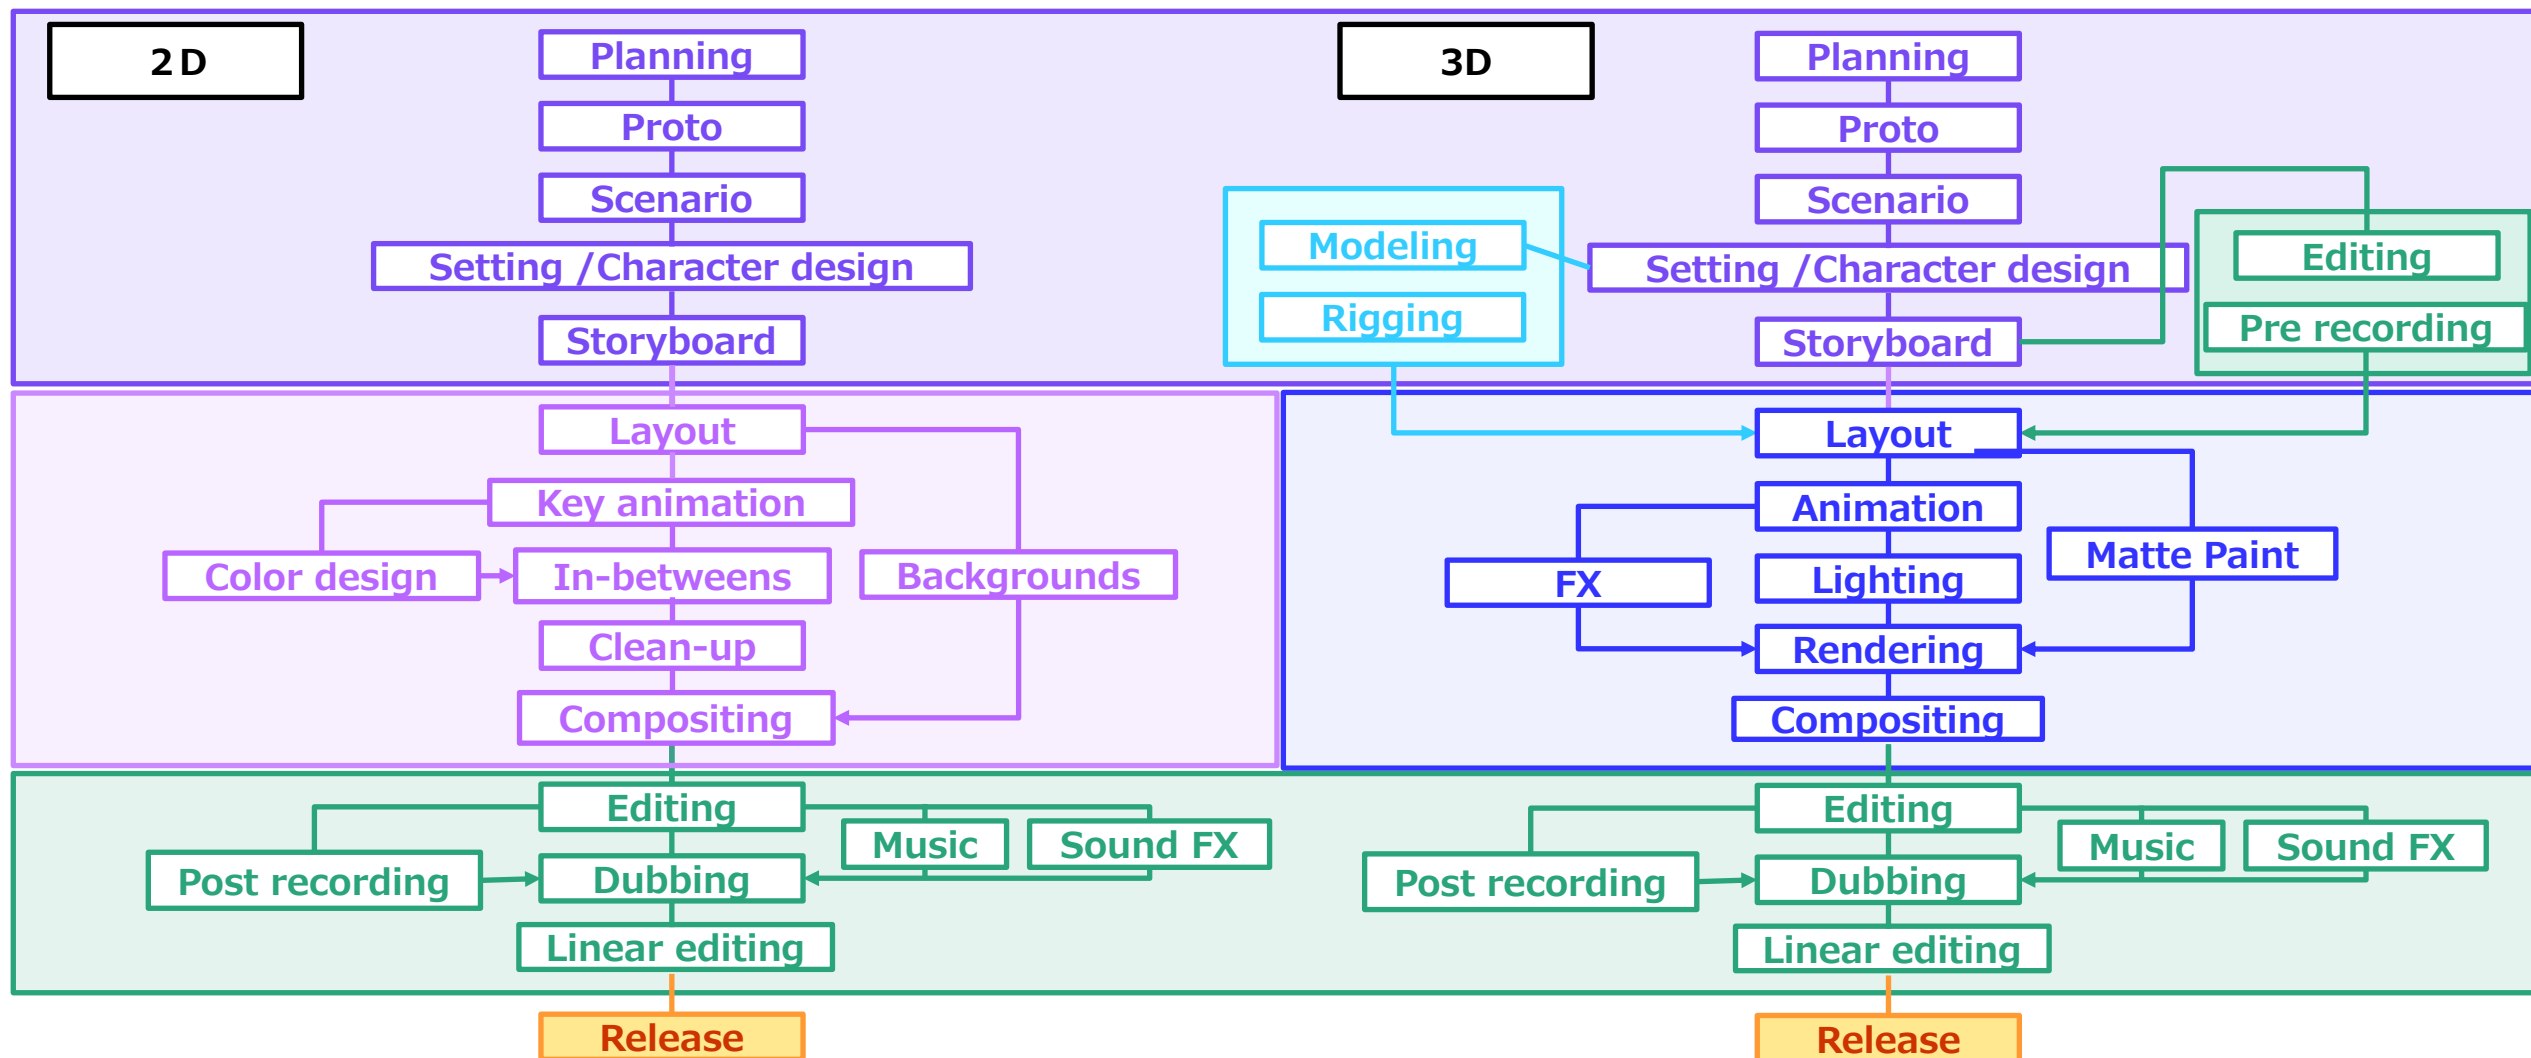 2D
Planning
Proto
Scenario
Setting /Character design
Storyboard
Layout
Key animation
Color design
In-betweens
Backgrounds
Clean-up
Compositing
Editing
Music
Sound FX
Post recording
Dubbing
Linear editing
Release
3D
Planning
Proto
Scenario
Modeling
Setting /Character design
Editing
Rigging
Storyboard
Pre recording
Layout
Animation
FX
Lighting
Matte Paint
Rendering
Compositing
Editing
Music
Sound FX
Post recording
Dubbing
Linear editing
Release